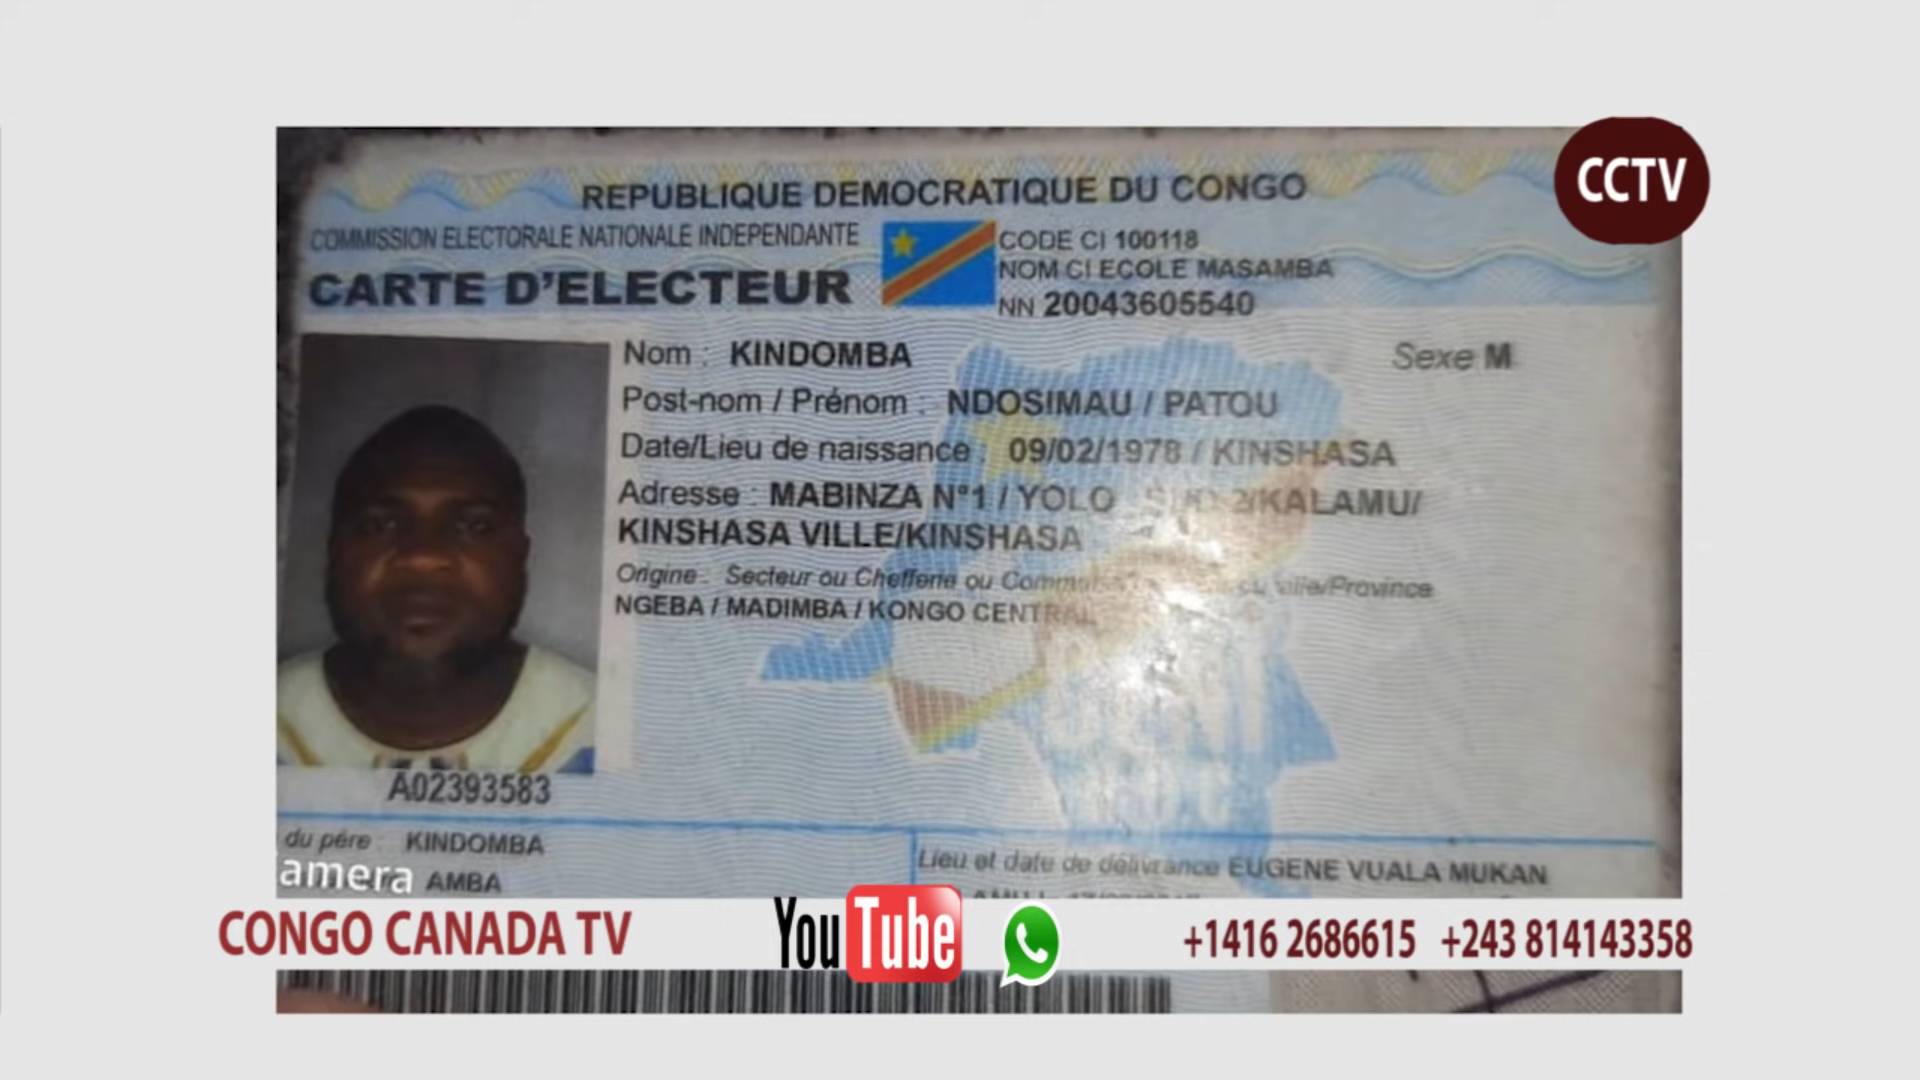 CCTV
REPUBLIQUE DEMOCRATIQUE DU CONGO
COMMISSION ELECTORALE NATIONALE INDEPENDANTE
CARTE D'ELECTEUR
CODE CI 100118
NOM CI ECOLE MASAMBA
NN 20043605540
Nom : KINDOMBA
Sexe M
Post-nom / Prénom : NDOSIMAU / PATOU
Date/Lieu de naissance : 09/02/1978 / KINSHASA
Adresse : MABINZA N°1 / YOLO KALAMU/
KINSHASA VILLE/KINSHASA
Origine : Secteur ou Chefferie ou ville/Province
NGEBA / MADIMBA / KONGO CENTRAL
A02393583
du père : KINDOMBA
amera AMBA
Lieu et date de délivrance EUGENE VUALA MUKAN
CONGO CANADA TV
YouTube
+1416 2686615 +243 814143358